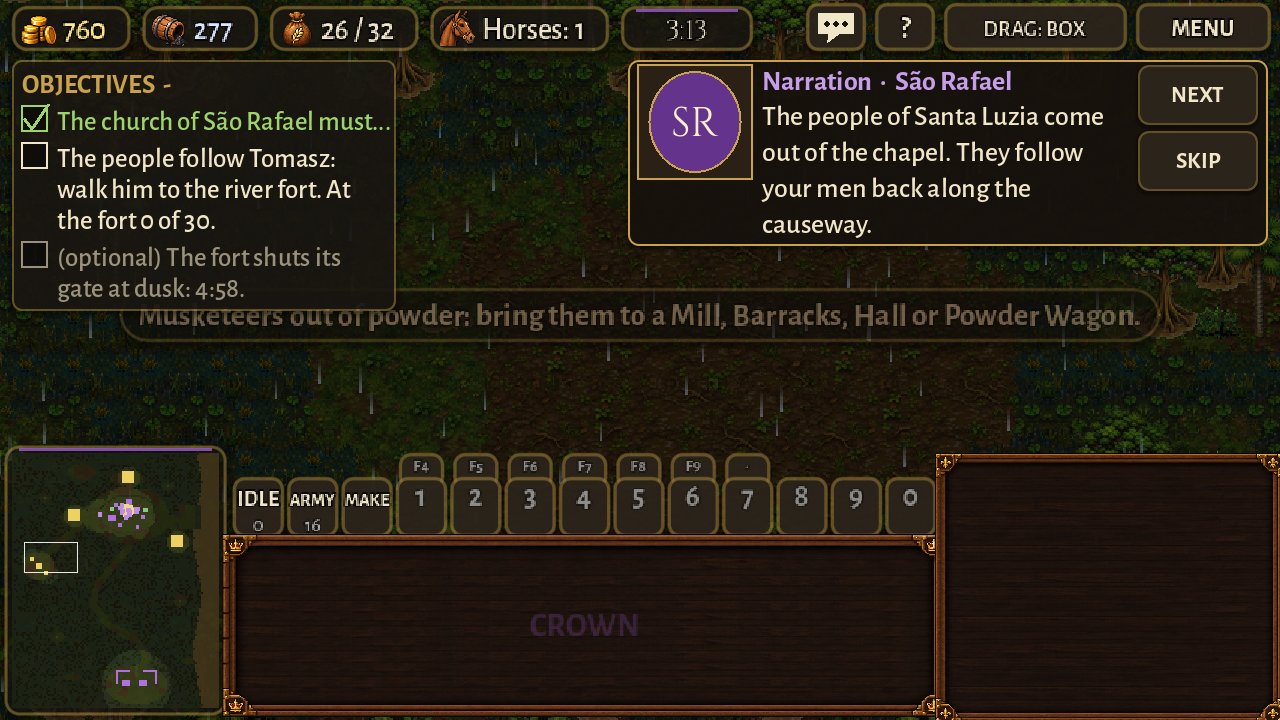 760
277
26 / 32
Horses: 1
3:13
?
DRAG: BOX
MENU
OBJECTIVES -
The church of São Rafael must...
The people follow Tomasz:
walk him to the river fort. At
the fort 0 of 30.
(optional) The fort shuts its
gate at dusk: 4:58.
SR
Narration · São Rafael
The people of Santa Luzia come
out of the chapel. They follow
your men back along the
causeway.
NEXT
SKIP
Musketeers out of powder: bring them to a Mill, Barracks, Hall or Powder Wagon.
F4 F5 F6 F7 F8 F9 ·
IDLE ARMY MAKE 1 2 3 4 5 6 7 8 9 0
0 16
CROWN